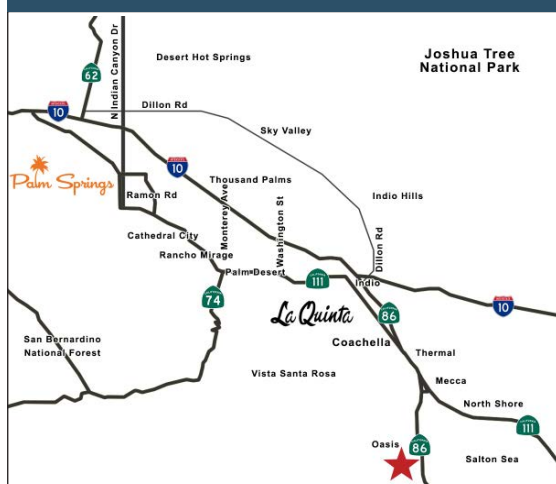 Joshua Tree
National Park
Desert Hot Springs
N Indian Canyon Dr
62
Dillon Rd
10
Sky Valley
10
Thousand Palms
Palm Springs
Ramon Rd
Indio Hills
Monterey Ave
Washington St
Dillon Rd
Cathedral City
Rancho Mirage
Palm Desert
111
Indio
74
La Quinta
86
10
San Bernardino
National Forest
Coachella
Thermal
Vista Santa Rosa
Mecca
North Shore
111
Oasis
86
Salton Sea